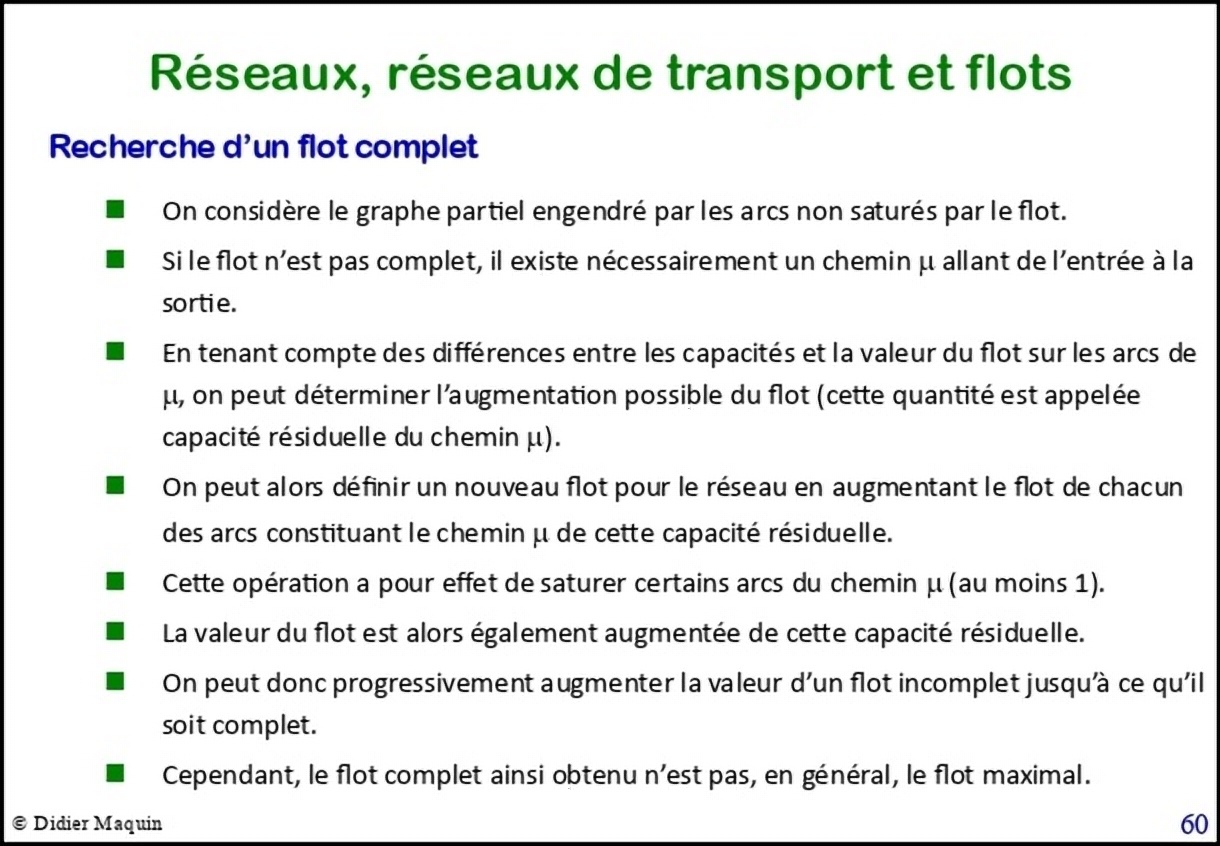 Réseaux, réseaux de transport et flots
Recherche d'un flot complet
On considère le graphe partiel engendré par les arcs non saturés par le flot.
Si le flot n'est pas complet, il existe nécessairement un chemin μ allant de l'entrée à la
sortie.
En tenant compte des différences entre les capacités et la valeur du flot sur les arcs de
μ, on peut déterminer l'augmentation possible du flot (cette quantité est appelée
capacité résiduelle du chemin μ).
On peut alors définir un nouveau flot pour le réseau en augmentant le flot de chacun
des arcs constituant le chemin μ de cette capacité résiduelle.
Cette opération a pour effet de saturer certains arcs du chemin μ (au moins 1).
La valeur du flot est alors également augmentée de cette capacité résiduelle.
On peut donc progressivement augmenter la valeur d'un flot incomplet jusqu'à ce qu'il
soit complet.
Cependant, le flot complet ainsi obtenu n'est pas, en général, le flot maximal.
© Didier Maquin
60